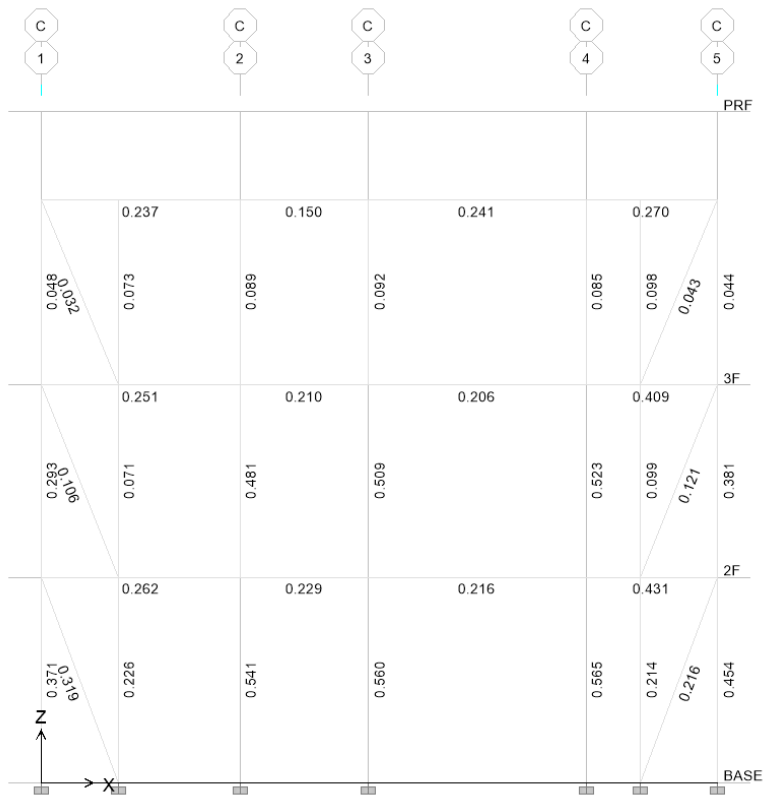 C C C C C
1 2 3 4 5
PRF
0.237 0.150 0.241 0.270
0.048 0.032 0.073 0.089 0.092 0.085 0.098 0.043 0.044
3F
0.251 0.210 0.206 0.409
0.293 0.106 0.071 0.481 0.509 0.523 0.099 0.121 0.381
2F
0.262 0.229 0.216 0.431
0.371 0.319 0.226 0.541 0.560 0.565 0.214 0.216 0.454
Z
X
BASE